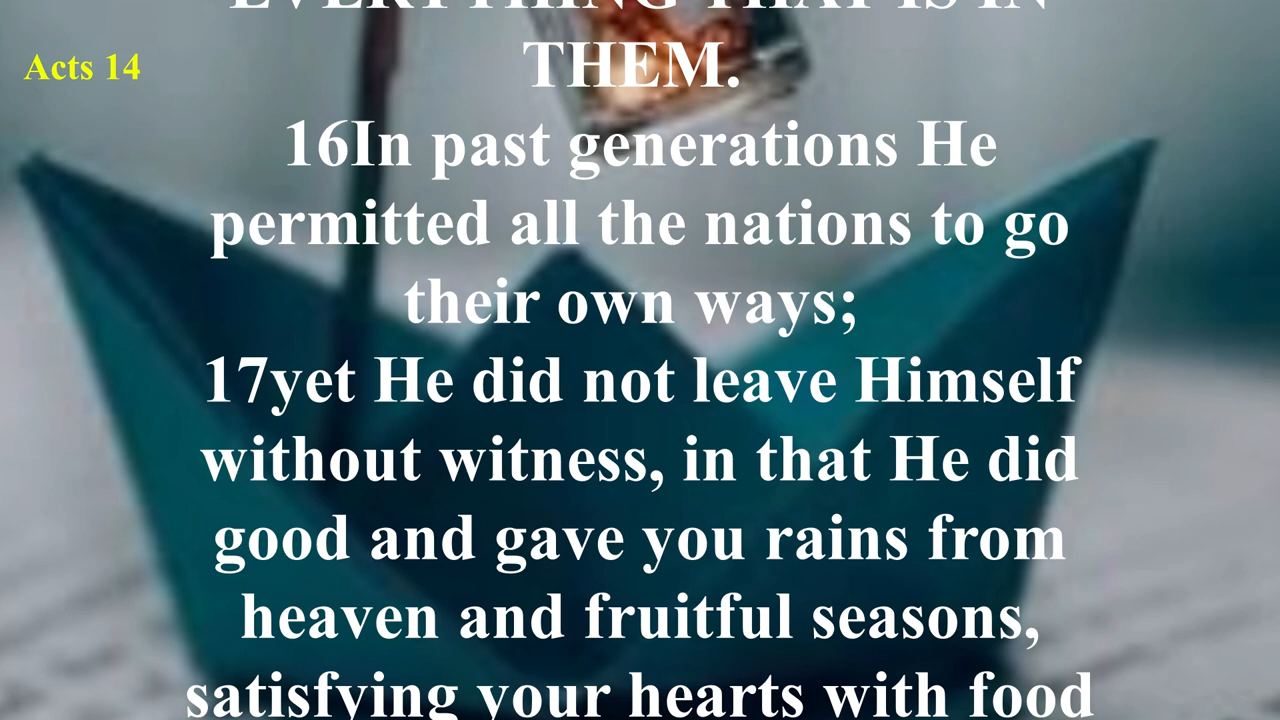 EVERYTHING THAT IS IN
Acts 14
THEM.
16In past generations He
permitted all the nations to go
their own ways;
17yet He did not leave Himself
without witness, in that He did
good and gave you rains from
heaven and fruitful seasons,
satisfying your hearts with food